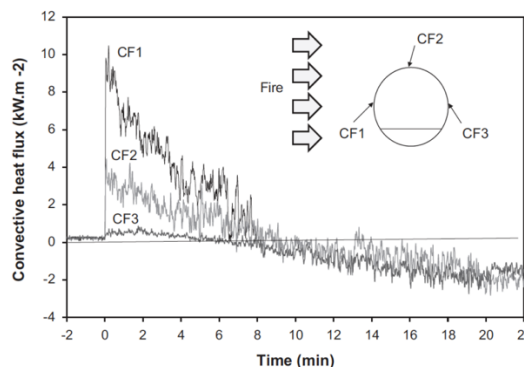 Convective heat flux (kW.m -2)
12
10
8
6
4
2
0
-2
-4
CF1
CF2
CF3
Fire
CF2
CF1
CF3
-2 0 2 4 6 8 10 12 14 16 18 20 22
Time (min)